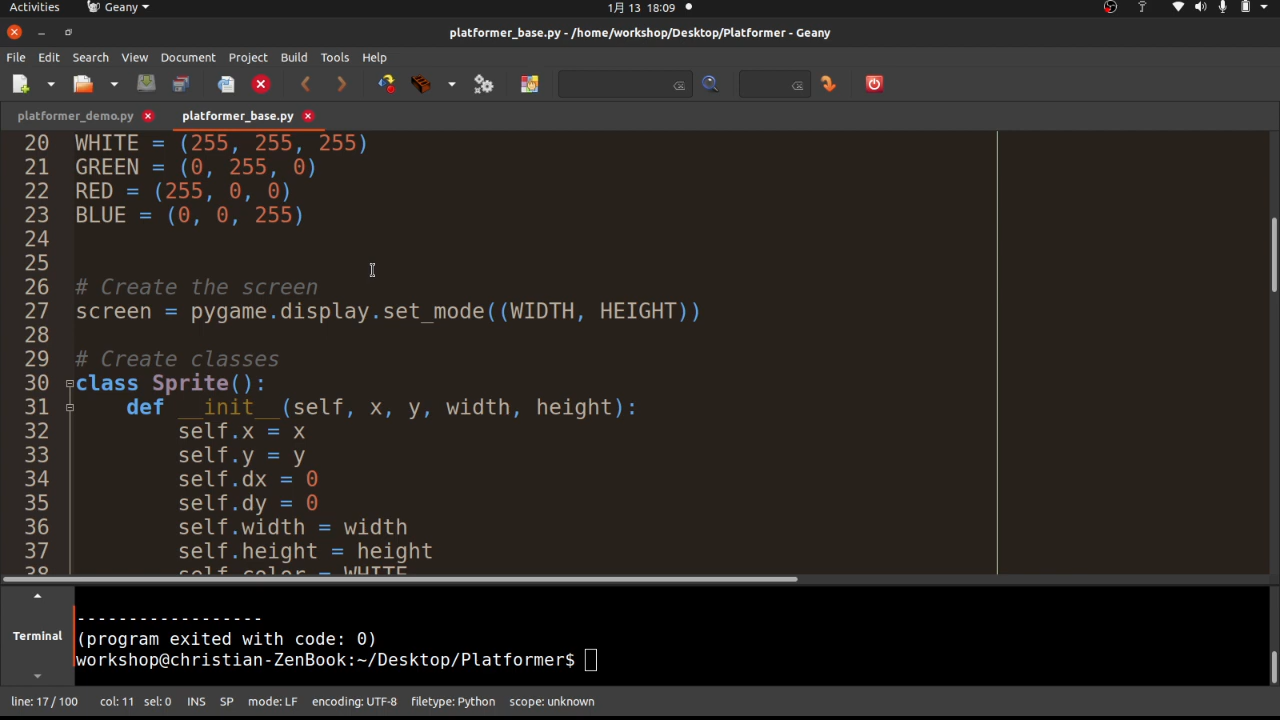 Activities Geany 1月 13 18:09
platformer_base.py - /home/workshop/Desktop/Platformer - Geany
File Edit Search View Document Project Build Tools Help
platformer_demo.py platformer_base.py
20 WHITE = (255, 255, 255)
21 GREEN = (0, 255, 0)
22 RED = (255, 0, 0)
23 BLUE = (0, 0, 255)
24
25
26 # Create the screen
27 screen = pygame.display.set_mode((WIDTH, HEIGHT))
28
29 # Create classes
30 class Sprite():
31     def __init__(self, x, y, width, height):
32         self.x = x
33         self.y = y
34         self.dx = 0
35         self.dy = 0
36         self.width = width
37         self.height = height
38         self.color = WHITE
------------------
(program exited with code: 0)
Terminal
workshop@christian-ZenBook:~/Desktop/Platformer$
line: 17 / 100 col: 11 sel: 0 INS SP mode: LF encoding: UTF-8 filetype: Python scope: unknown